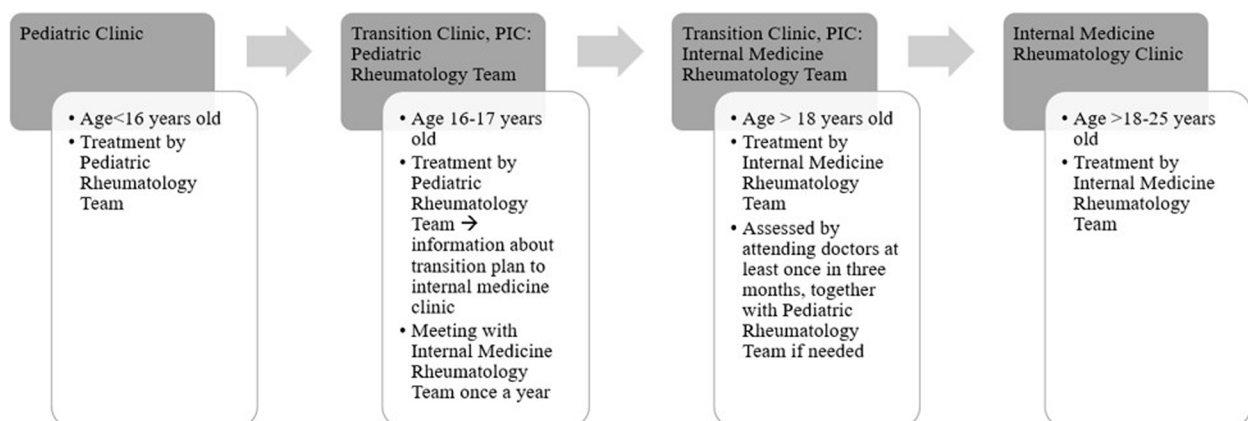 Pediatric Clinic
• Age<16 years old
• Treatment by
Pediatric
Rheumatology
Team
Transition Clinic, PIC:
Pediatric
Rheumatology Team
• Age 16-17 years
old
• Treatment by
Pediatric
Rheumatology
Team →
information about
transition plan to
internal medicine
clinic
• Meeting with
Internal Medicine
Rheumatology
Team once a year
Transition Clinic, PIC:
Internal Medicine
Rheumatology Team
• Age > 18 years old
• Treatment by
Internal Medicine
Rheumatology
Team
• Assessed by
attending doctors at
least once in three
months, together
with Pediatric
Rheumatology
Team if needed
Internal Medicine
Rheumatology Clinic
• Age >18-25 years
old
• Treatment by
Internal Medicine
Rheumatology
Team